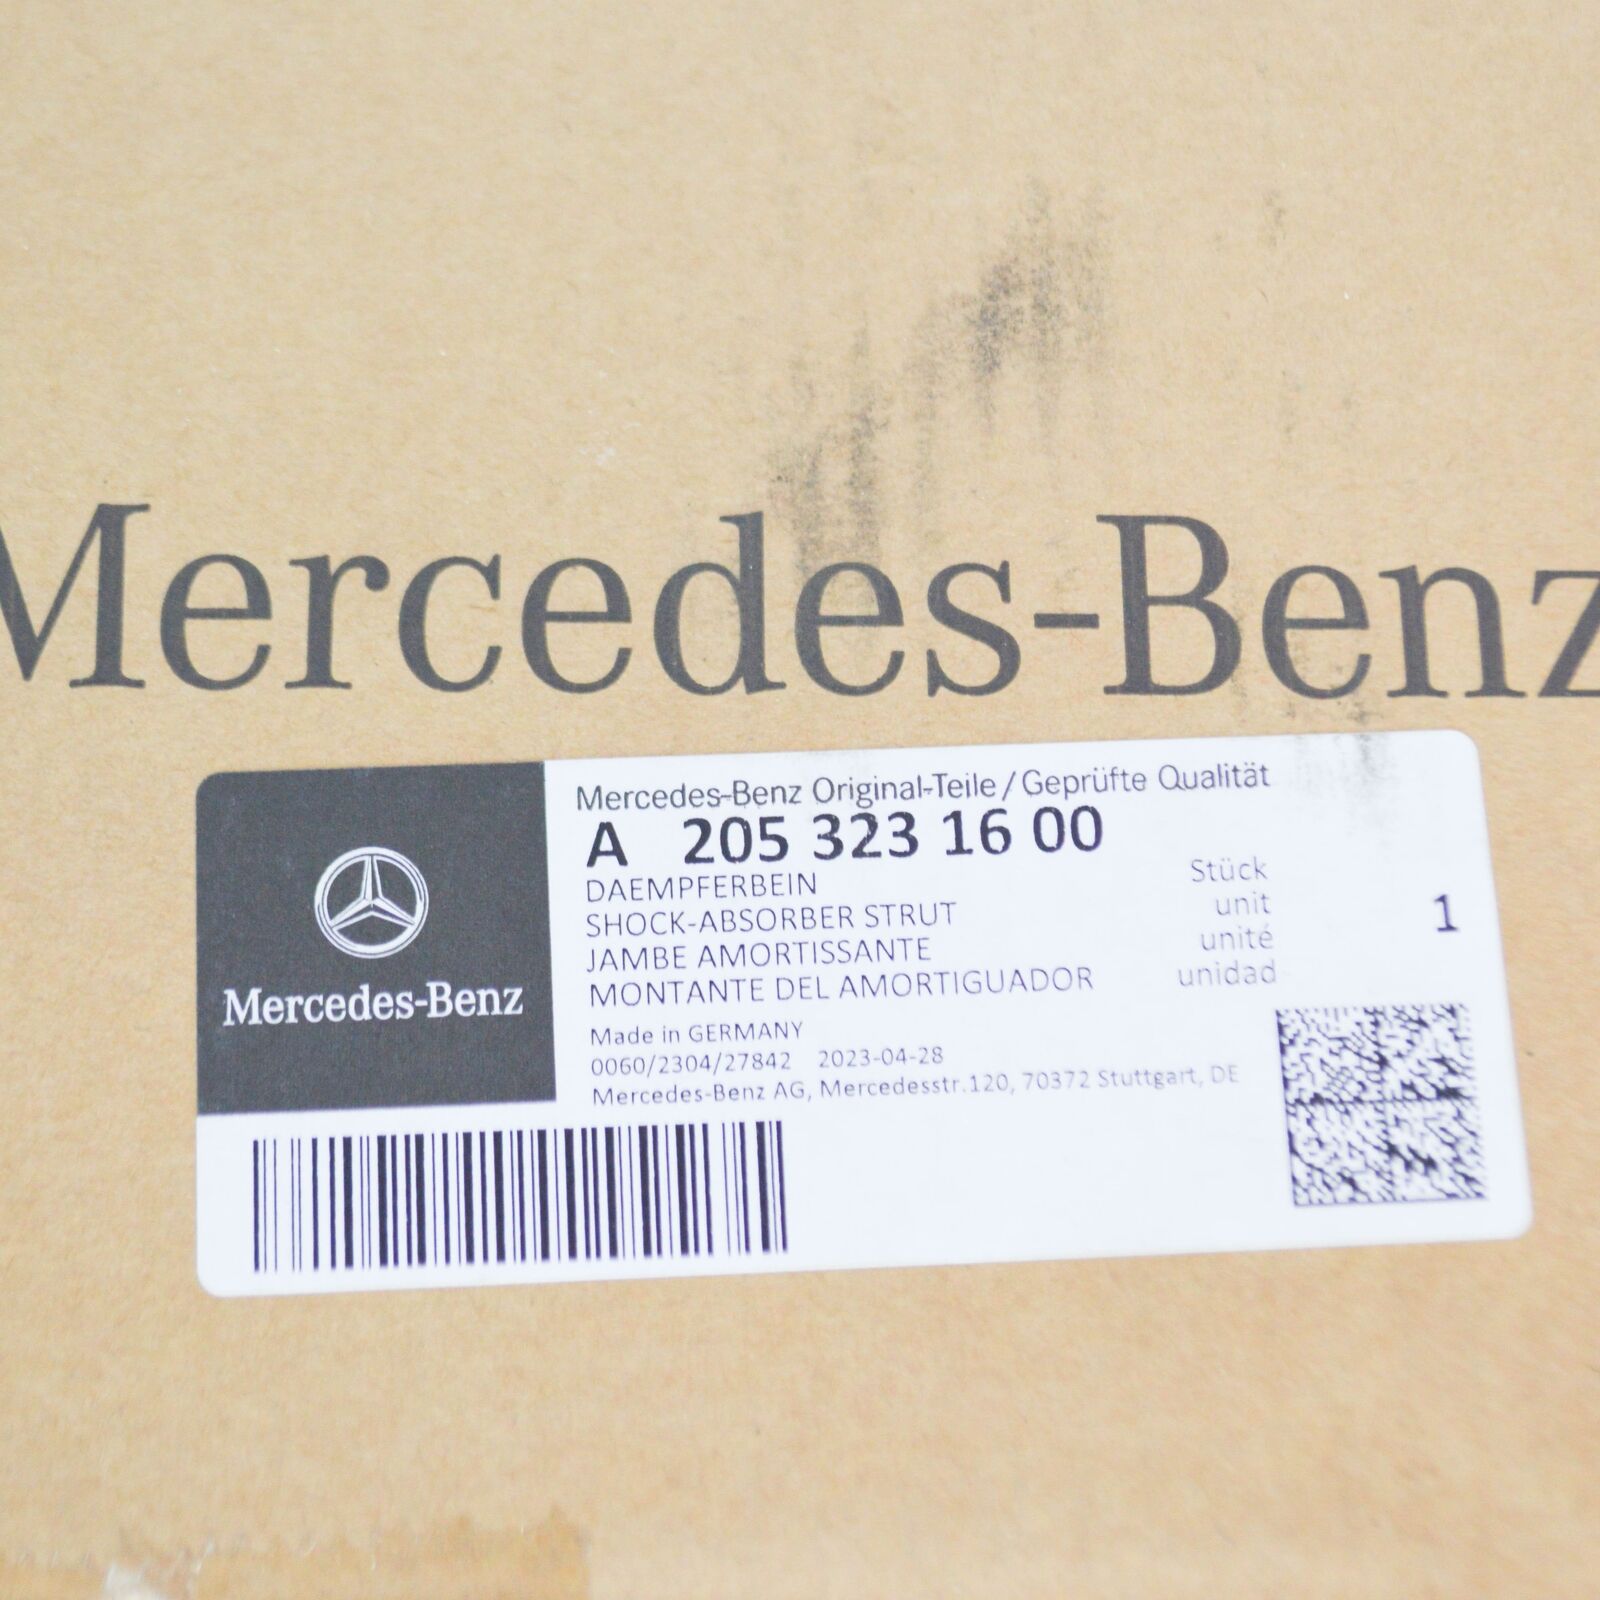 Mercedes-Benz
Mercedes-Benz
Mercedes-Benz Original-Teile/Geprüfte Qualität
A 205 323 16 00
DAEMPFERBEIN
SHOCK-ABSORBER STRUT
JAMBE AMORTISSANTE
MONTANTE DEL AMORTIGUADOR
Stück
unit
unité
unidad
1
Made in GERMANY
0060/2304/27842 2023-04-28
Mercedes-Benz AG, Mercedesstr.120, 70372 Stuttgart, DE